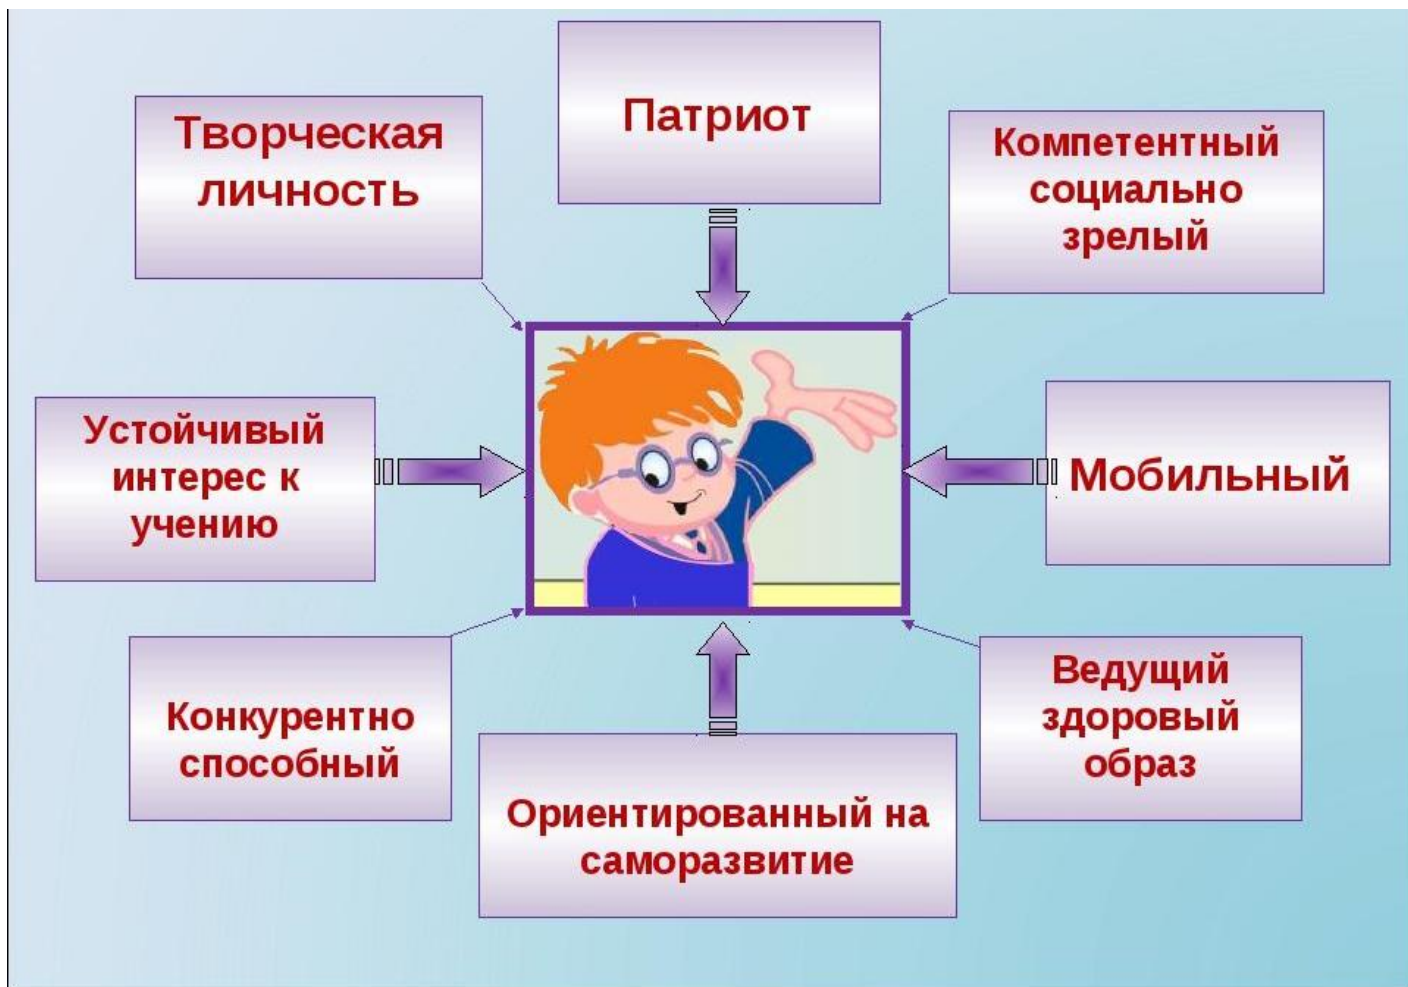 Патриот
Творческая
личность
Компетентный
социально
зрелый
Устойчивый
интерес к
учению
Мобильный
Конкурентно
способный
Ориентированный на
саморазвитие
Ведущий
здоровый
образ